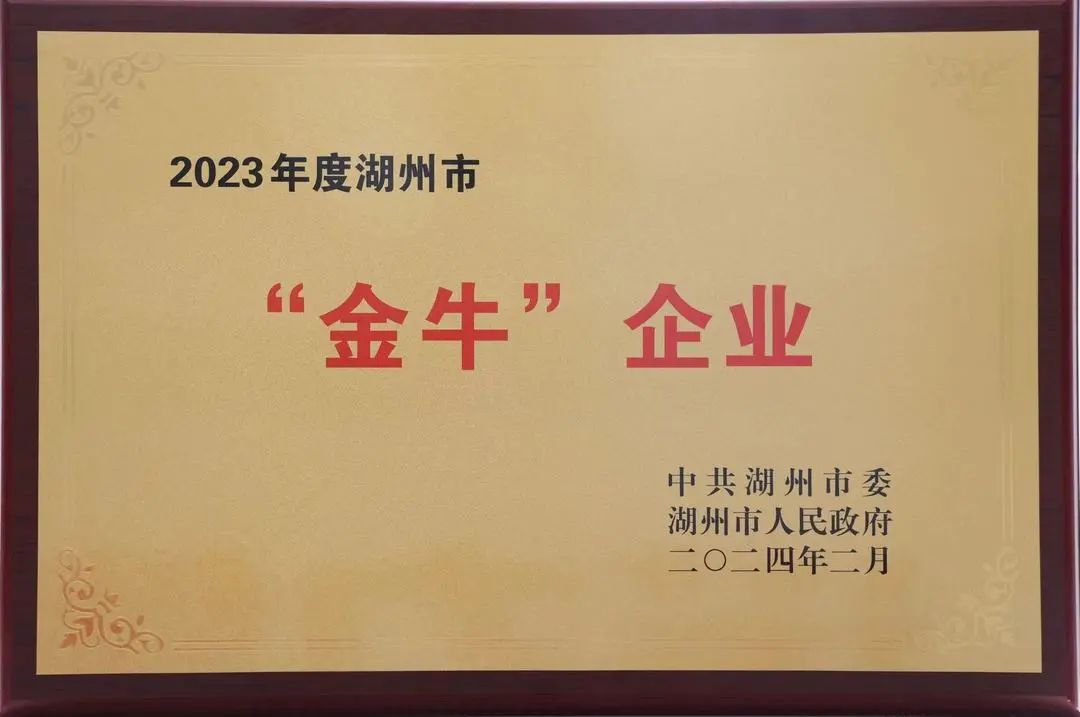 2023年度湖州市
“金牛”企业
中共湖州市委
湖州市人民政府
二〇二四年二月